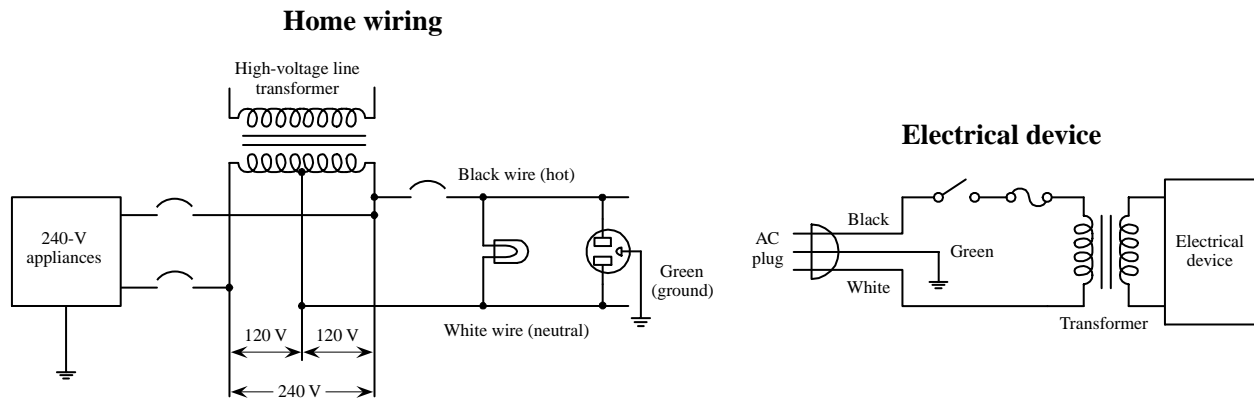 Home wiring
High-voltage line
transformer
Black wire (hot)
240-V
appliances
Green
(ground)
White wire (neutral)
120 V
120 V
240 V
Electrical device
Black
AC
plug
Green
White
Transformer
Electrical
device